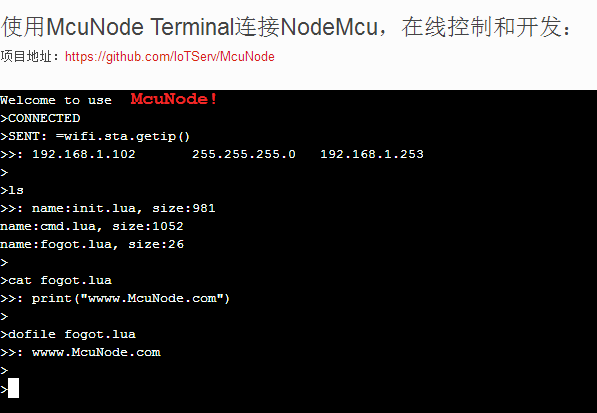 使用McuNode Terminal连接NodeMcu，在线控制和开发：
项目地址：https://github.com/IoTServ/McuNode
Welcome to use McuNode!
>CONNECTED
>SENT: =wifi.sta.getip()
>>: 192.168.1.102 255.255.255.0 192.168.1.253
>
>ls
>>: name:init.lua, size:981
name:cmd.lua, size:1052
name:fogot.lua, size:26
>
>cat fogot.lua
>>: print("wwww.McuNode.com")
>
>dofile fogot.lua
>>: wwww.McuNode.com
>
>